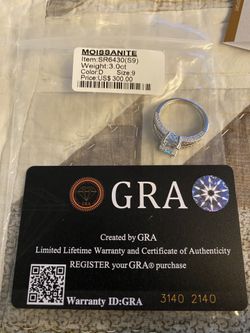 MOISSANITE
Item:SR6430(S9)
Weight:3.0ct
Color:D Size:9
Price:US$ 300.00
GRA
Created by GRA
Limited Lifetime Warranty and Certificate of Authenticity
REGISTER your GRA® purchase
Warranty ID:GRA 3140 2140